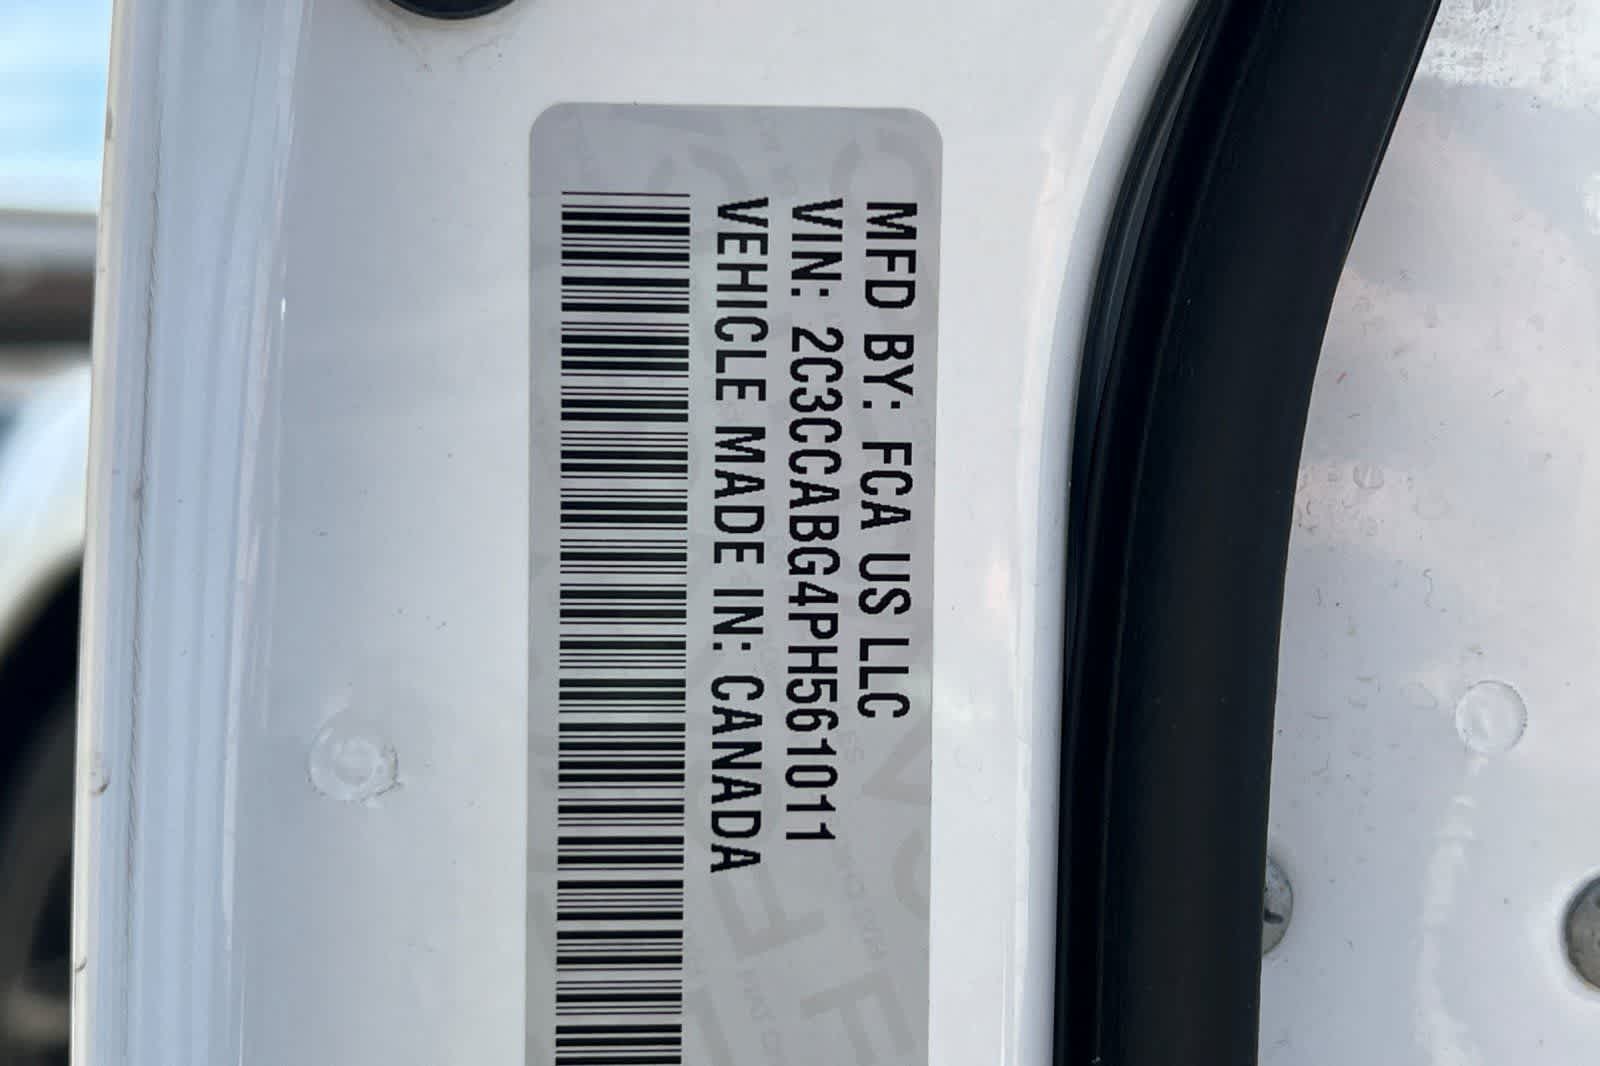 MFD BY: FCA US LLC
VIN: 2C3CCABG4PH561011
VEHICLE MADE IN: CANADA